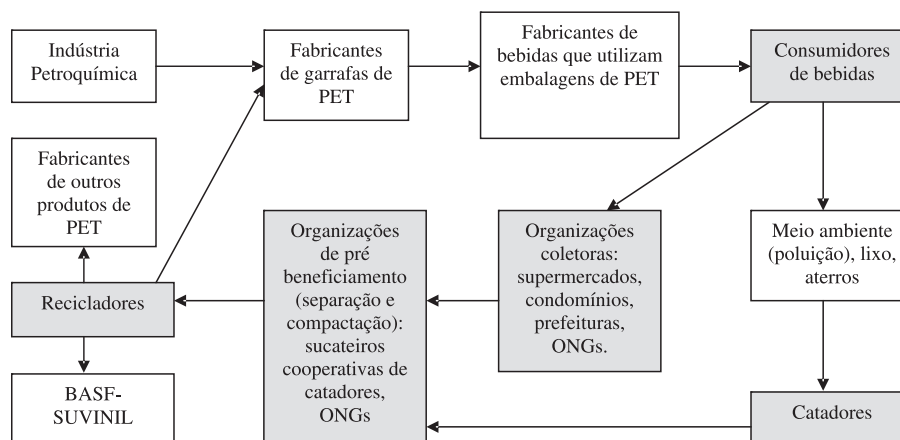 Indústria
Petroquímica
Fabricantes
de garrafas de
PET
Fabricantes de
bebidas que utilizam
embalagens de PET
Consumidores
de bebidas
Fabricantes
de outros
produtos de
PET
Organizações
de pré
beneficiamento
(separação e
compactação):
sucateiros
cooperativas de
catadores,
ONGs
Organizações
coletoras:
supermercados,
condomínios,
prefeituras,
ONGs.
Meio ambiente
(poluição), lixo,
aterros
Recicladores
BASF-
SUVINIL
Catadores